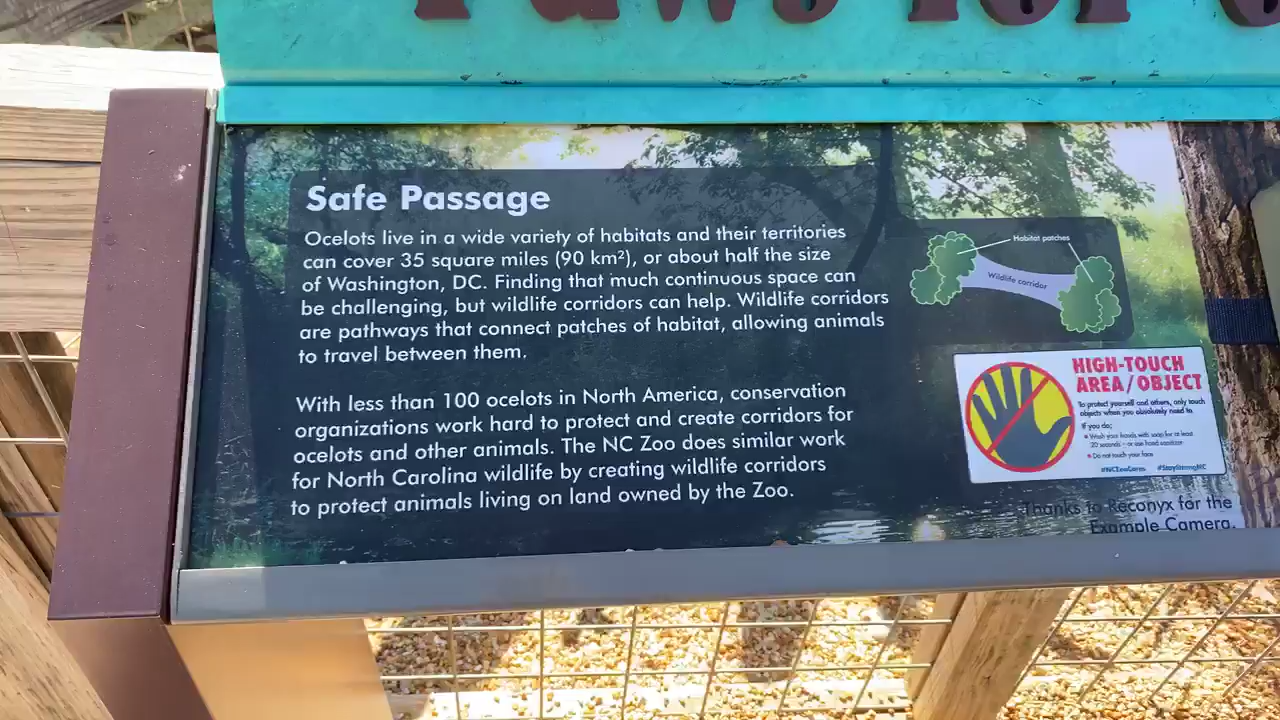 Paws for
Safe Passage
Ocelots live in a wide variety of habitats and their territories
can cover 35 square miles (90 km²), or about half the size
of Washington, DC. Finding that much continuous space can
be challenging, but wildlife corridors can help. Wildlife corridors
are pathways that connect patches of habitat, allowing animals
to travel between them.
With less than 100 ocelots in North America, conservation
organizations work hard to protect and create corridors for
ocelots and other animals. The NC Zoo does similar work
for North Carolina wildlife by creating wildlife corridors
to protect animals living on land owned by the Zoo.
Habitat patches
Wildlife corridor
HIGH-TOUCH
AREA/OBJECT
To protect yourself and others, only touch
objects when you absolutely need to.
If you do;
Wash your hands with soap for at least
20 seconds - or use hand sanitizer
Do not touch your face
#NCZooCares #StayStrongNC
Thanks to Reconyx for the
Example Camera.